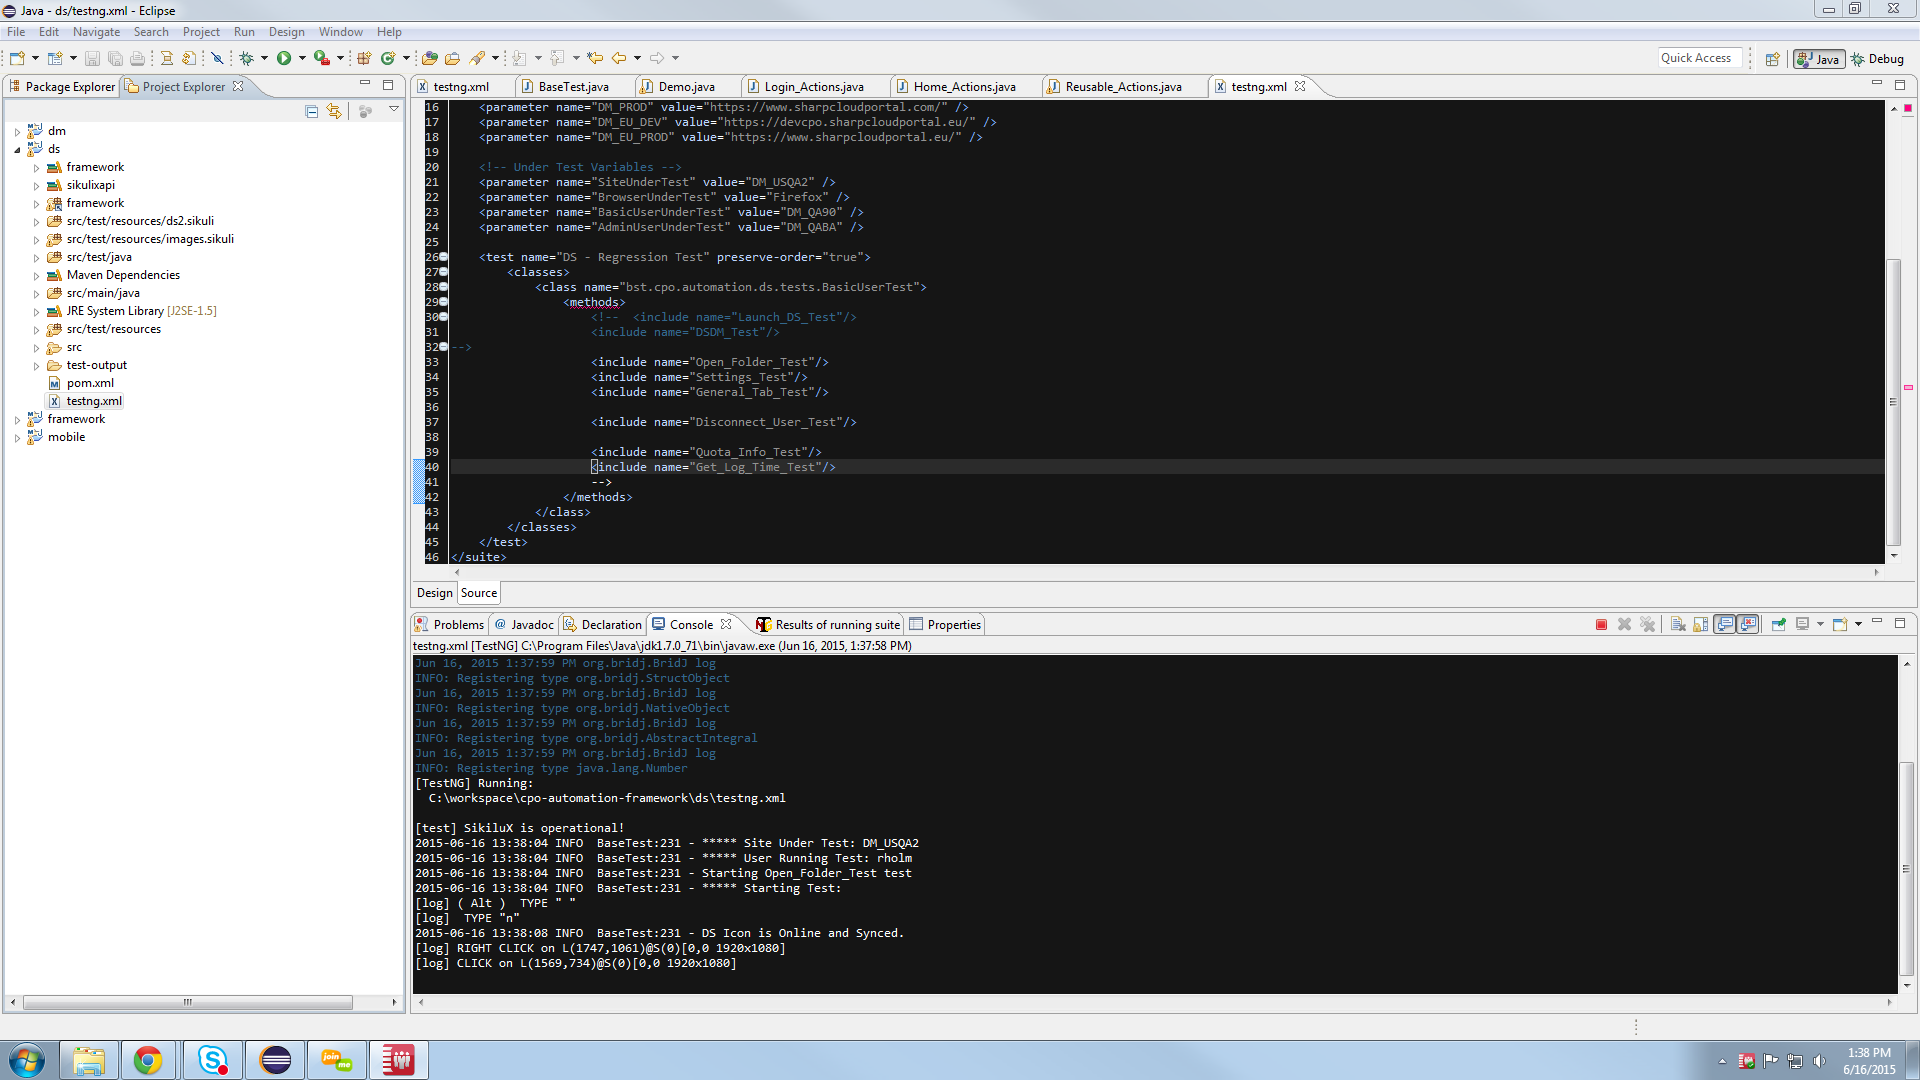 Java - ds/testng.xml - Eclipse
File Edit Navigate Search Project Run Design Window Help
Quick Access
Java
Debug
Package Explorer
Project Explorer
dm
ds
framework
sikulixapi
framework
src/test/resources/ds2.sikuli
src/test/resources/images.sikuli
src/test/java
Maven Dependencies
src/main/java
JRE System Library [J2SE-1.5]
src/test/resources
src
test-output
pom.xml
testng.xml
framework
mobile
testng.xml BaseTest.java Demo.java Login_Actions.java Home_Actions.java Reusable_Actions.java testng.xml
16 <parameter name="DM_PROD" value="https://www.sharpcloudportal.com/" />
17 <parameter name="DM_EU_DEV" value="https://devcpo.sharpcloudportal.eu/" />
18 <parameter name="DM_EU_PROD" value="https://www.sharpcloudportal.eu/" />
19
20 <!-- Under Test Variables -->
21 <parameter name="SiteUnderTest" value="DM_USQA2" />
22 <parameter name="BrowserUnderTest" value="Firefox" />
23 <parameter name="BasicUserUnderTest" value="DM_QA90" />
24 <parameter name="AdminUserUnderTest" value="DM_QABA" />
25
26 <test name="DS - Regression Test" preserve-order="true">
27 <classes>
28 <class name="bst.cpo.automation.ds.tests.BasicUserTest">
29 <methods>
30 <!-- <include name="Launch_DS_Test"/>
31 <include name="DSDM_Test"/>
32 -->
33 <include name="Open_Folder_Test"/>
34 <include name="Settings_Test"/>
35 <include name="General_Tab_Test"/>
36
37 <include name="Disconnect_User_Test"/>
38
39 <include name="Quota_Info_Test"/>
40 <include name="Get_Log_Time_Test"/>
41 -->
42 </methods>
43 </class>
44 </classes>
45 </test>
46 </suite>
Design Source
Problems @ Javadoc Declaration Console Results of running suite Properties
testng.xml [TestNG] C:\Program Files\Java\jdk1.7.0_71\bin\javaw.exe (Jun 16, 2015, 1:37:58 PM)
Jun 16, 2015 1:37:59 PM org.bridj.BridJ log
INFO: Registering type org.bridj.StructObject
Jun 16, 2015 1:37:59 PM org.bridj.BridJ log
INFO: Registering type org.bridj.NativeObject
Jun 16, 2015 1:37:59 PM org.bridj.BridJ log
INFO: Registering type org.bridj.AbstractIntegral
Jun 16, 2015 1:37:59 PM org.bridj.BridJ log
INFO: Registering type java.lang.Number
[TestNG] Running:
C:\workspace\cpo-automation-framework\ds\testng.xml
[test] SikiluX is operational!
2015-06-16 13:38:04 INFO BaseTest:231 - ***** Site Under Test: DM_USQA2
2015-06-16 13:38:04 INFO BaseTest:231 - ***** User Running Test: rholm
2015-06-16 13:38:04 INFO BaseTest:231 - Starting Open_Folder_Test test
2015-06-16 13:38:04 INFO BaseTest:231 - ***** Starting Test:
[log] ( Alt ) TYPE " "
[log] TYPE "n"
2015-06-16 13:38:08 INFO BaseTest:231 - DS Icon is Online and Synced.
[log] RIGHT CLICK on L(1747,1061)@S(0)[0,0 1920x1080]
[log] CLICK on L(1569,734)@S(0)[0,0 1920x1080]
join me
1:38 PM
6/16/2015